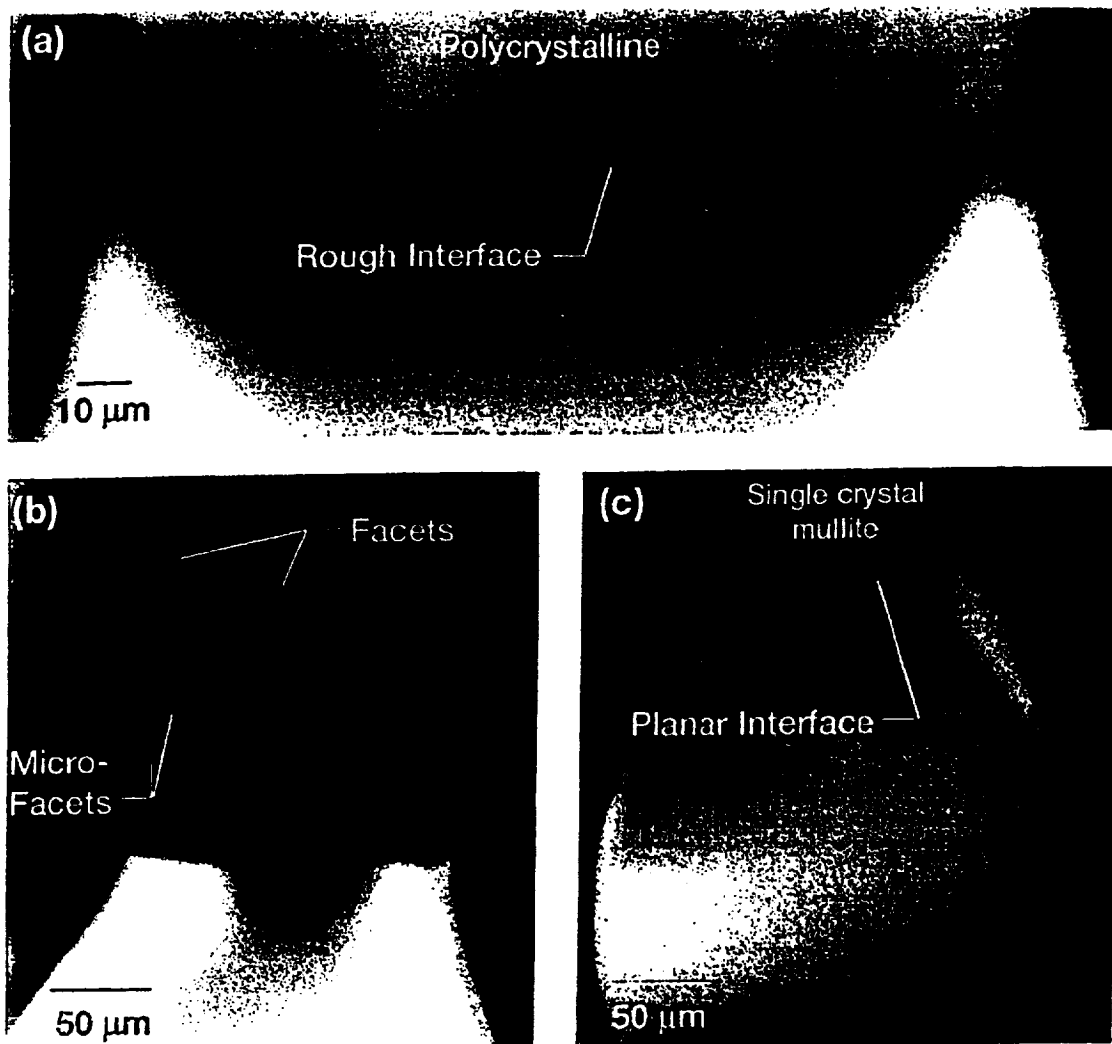 (a)
Polycrystalline
Rough Interface
10 μm
(b)
Facets
Micro-
Facets
50 μm
(c)
Single crystal
mullite
Planar Interface
50 μm